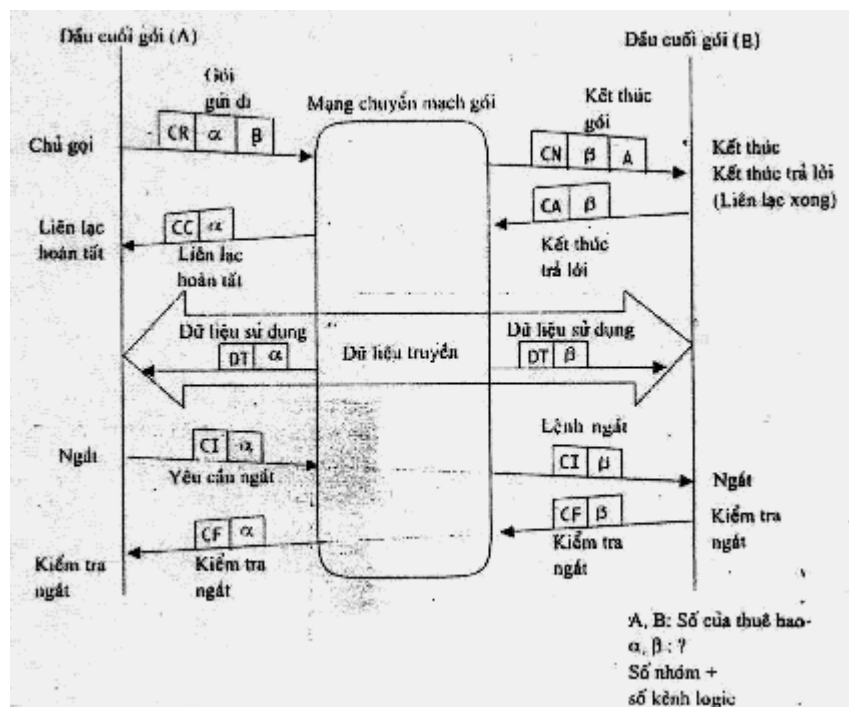 Đầu cuối gói (A)
Đầu cuối gói (B)
Gói
gửi đi
CR α B
Chủ gọi
Mạng chuyển mạch gói
Kết thúc
gói
CN β A
Kết thúc
Kết thúc trả lời
(Liên lạc xong)
CC α
Liên lạc
hoàn tất
Liên lạc
hoàn tất
CA β
Kết thúc
trả lời
Dữ liệu sử dụng
DT α
Dữ liệu truyền
Dữ liệu sử dụng
DT β
Ngắt
CI α
Yêu cầu ngắt
Lệnh ngắt
CI β
Ngắt
CF α
Kiểm tra
ngắt
Kiểm tra
ngắt
CF β
Kiểm tra
ngắt
Kiểm tra
ngắt
A, B: Số của thuê bao
α, β : ?
Số nhóm +
số kênh logic